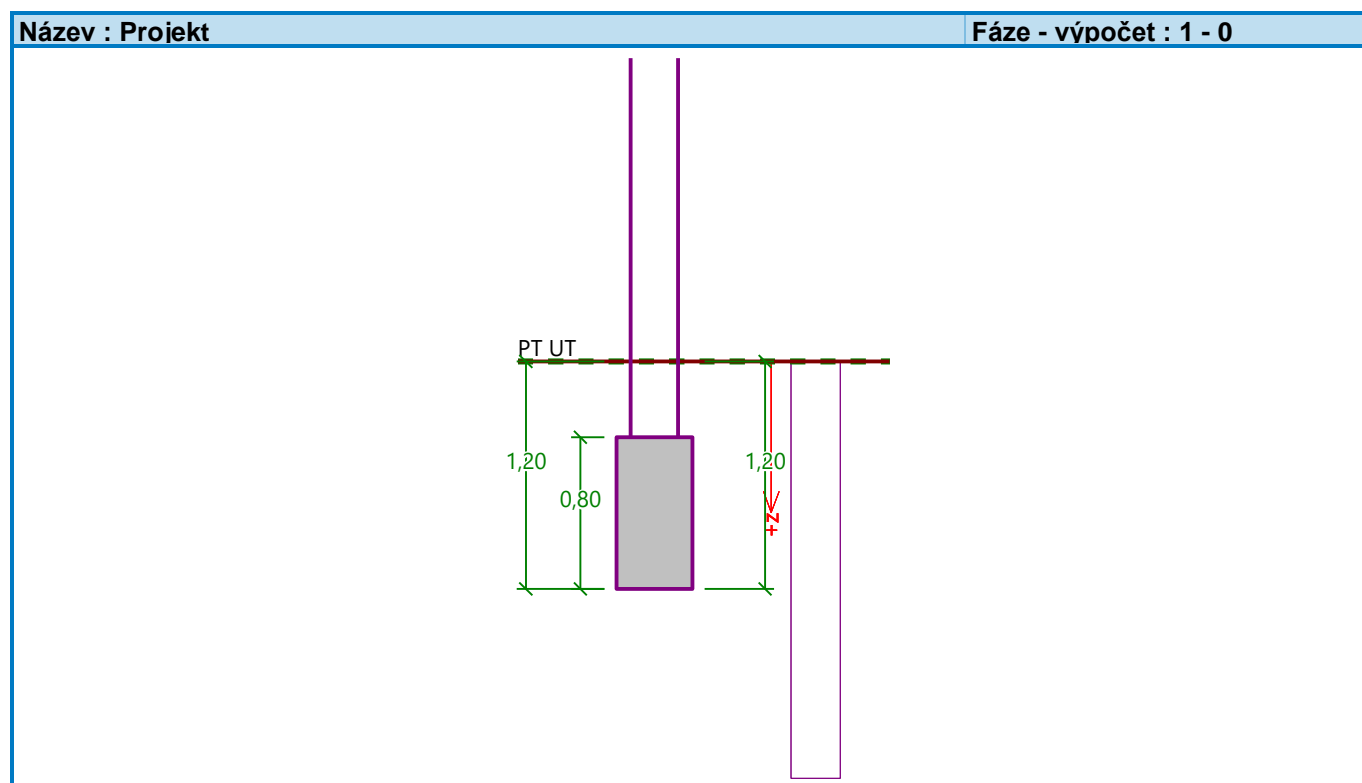 Název : Projekt
Fáze - výpočet : 1 - 0
PT UT
1,20
1,20
0,80
+z